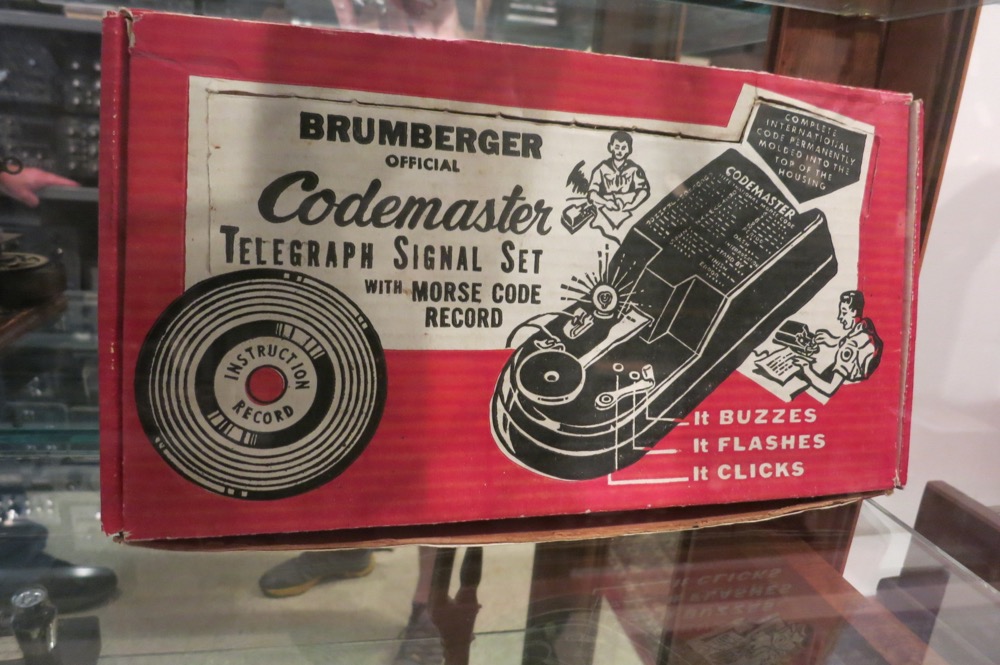 BRUMBERGER
OFFICIAL
Codemaster
TELEGRAPH SIGNAL SET
WITH MORSE CODE
RECORD
INSTRUCTION
RECORD
COMPLETE
INTERNATIONAL
CODE PERMANENTLY
MOLDED INTO THE
TOP OF THE
HOUSING
CODEMASTER
It BUZZES
It FLASHES
It CLICKS